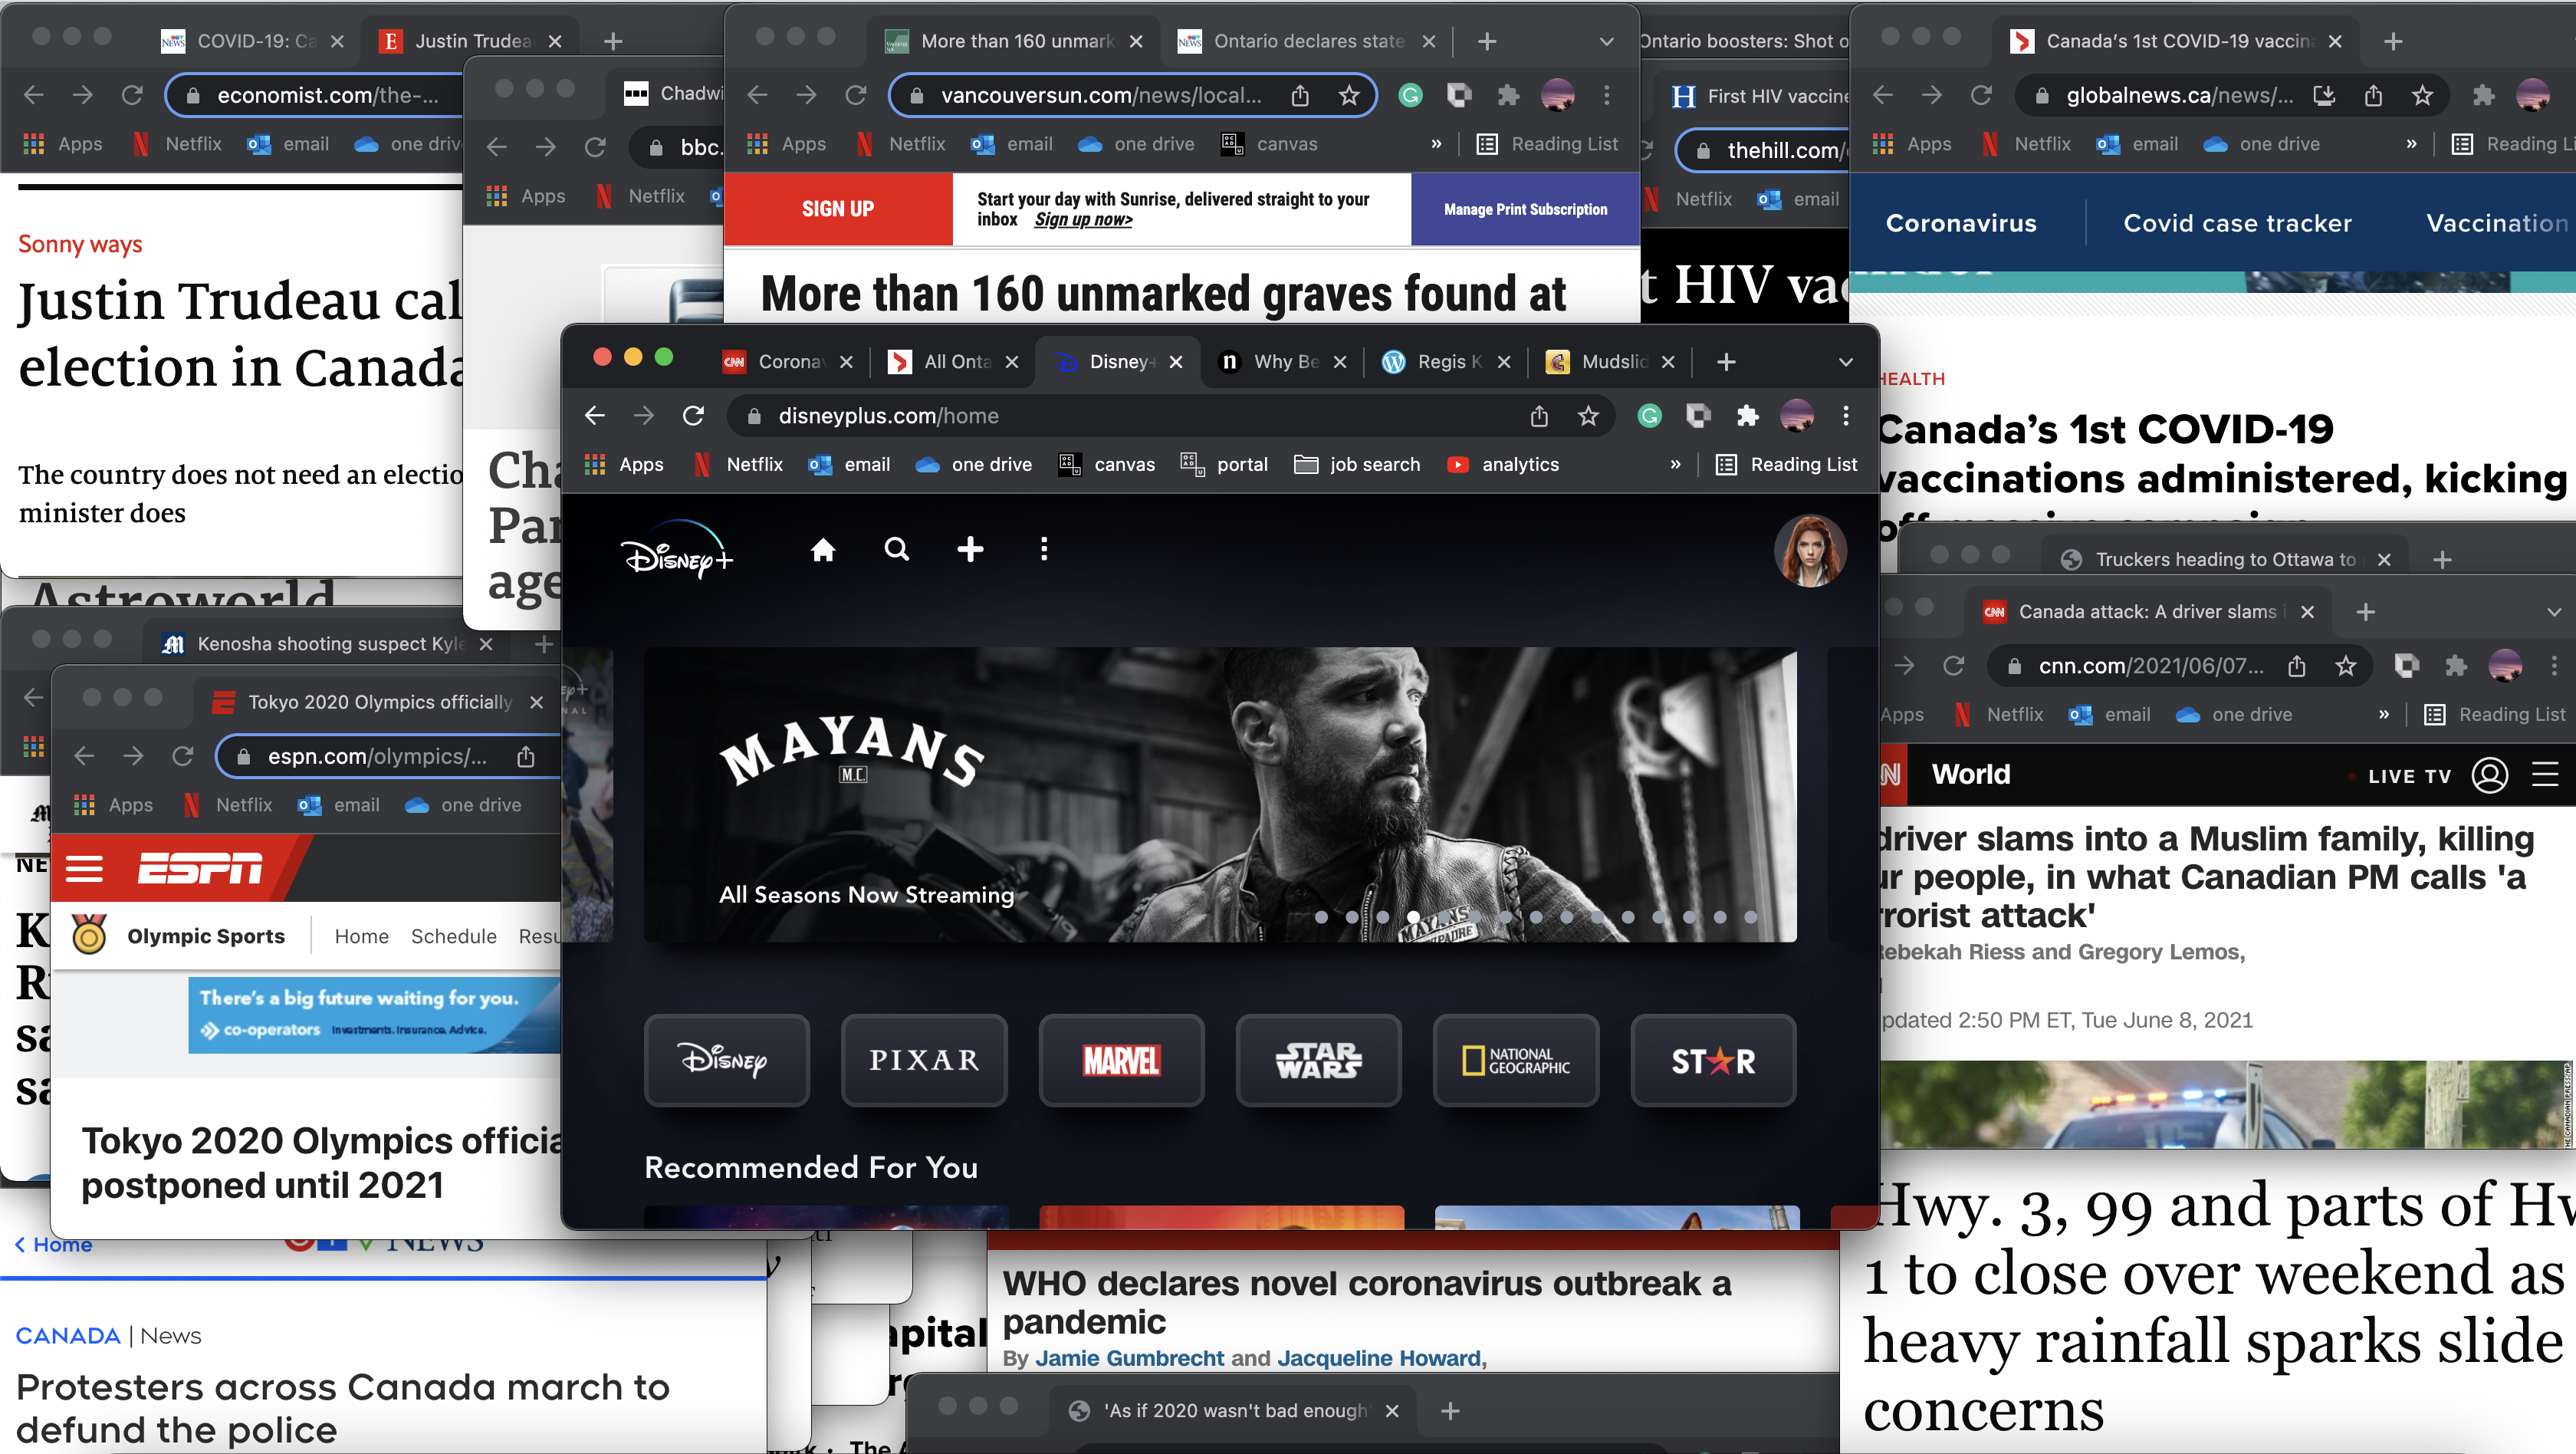 COVID-19: Ca
Justin Trudea
economist.com/the-...
Apps Netflix email one driv
Sonny ways
Justin Trudeau cal
election in Canada
The country does not need an electio
minister does
Astroworld
Chadwi
bbc.
Apps Netflix
Cha
Par
age
More than 160 unmark
Ontario declares state
vancouversun.com/news/local...
Apps Netflix email one drive canvas » Reading List
SIGN UP
Start your day with Sunrise, delivered straight to your
inbox Sign up now>
Manage Print Subscription
More than 160 unmarked graves found at
Ontario boosters: Shot o
First HIV vaccine
thehill.com/
Netflix email
t HIV vac
Canada's 1st COVID-19 vaccin
globalnews.ca/news/...
Apps Netflix email one drive » Reading Li
Coronavirus Covid case tracker Vaccination
HEALTH
Canada's 1st COVID-19
vaccinations administered, kicking
Coronav All Onta Disney+ Why Be Regis K Mudslid
disneyplus.com/home
Apps Netflix email one drive canvas portal job search analytics » Reading List
Disney+
MAYANS
M.C.
All Seasons Now Streaming
MAYANS
Disney PIXAR MARVEL STAR WARS NATIONAL GEOGRAPHIC STAR
Recommended For You
Truckers heading to Ottawa to
Canada attack: A driver slams i
cnn.com/2021/06/07...
Apps Netflix email one drive » Reading List
World LIVE TV
driver slams into a Muslim family, killing
ur people, in what Canadian PM calls 'a
rrorist attack'
Rebekah Riess and Gregory Lemos,
pdated 2:50 PM ET, Tue June 8, 2021
Hwy. 3, 99 and parts of Hw
1 to close over weekend as
heavy rainfall sparks slide
concerns
Kenosha shooting suspect Kyle
NE
K
R
sa
sa
Tokyo 2020 Olympics officially
espn.com/olympics/...
Apps Netflix email one drive
ESPN
Olympic Sports Home Schedule Resu
There's a big future waiting for you.
co-operators Investments. Insurance. Advice.
Tokyo 2020 Olympics officia
postponed until 2021
Home
NEWS
CANADA | News
Protesters across Canada march to
defund the police
apital
WHO declares novel coronavirus outbreak a
pandemic
By Jamie Gumbrecht and Jacqueline Howard,
'As if 2020 wasn't bad enough'
The A